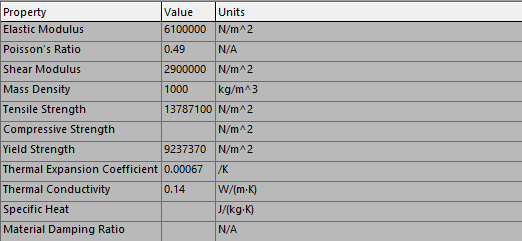 Property Value Units
Elastic Modulus 6100000 N/m^2
Poisson's Ratio 0.49 N/A
Shear Modulus 2900000 N/m^2
Mass Density 1000 kg/m^3
Tensile Strength 13787100 N/m^2
Compressive Strength N/m^2
Yield Strength 9237370 N/m^2
Thermal Expansion Coefficient 0.00067 /K
Thermal Conductivity 0.14 W/(m·K)
Specific Heat J/(kg·K)
Material Damping Ratio N/A